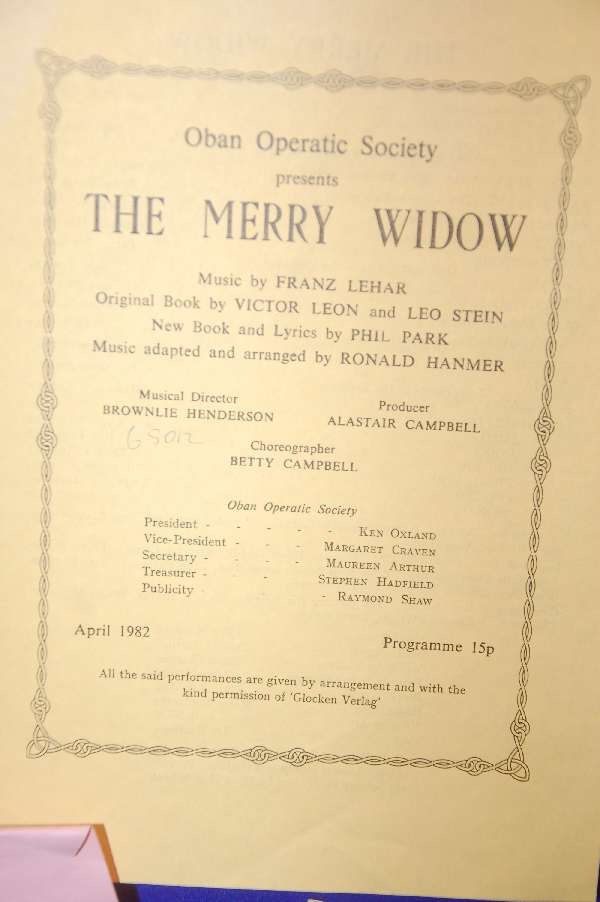 Oban Operatic Society
presents
THE MERRY WIDOW
Music by FRANZ LEHAR
Original Book by VICTOR LEON and LEO STEIN
New Book and Lyrics by PHIL PARK
Music adapted and arranged by RONALD HANMER
Musical Director
BROWNLIE HENDERSON
Producer
ALASTAIR CAMPBELL
Choreographer
BETTY CAMPBELL
Oban Operatic Society
President - - - - - KEN OXLAND
Vice-President - - - MARGARET CRAVEN
Secretary - - - - MAUREEN ARTHUR
Treasurer - - - STEPHEN HADFIELD
Publicity - - RAYMOND SHAW
April 1982
Programme 15p
All the said performances are given by arrangement and with the
kind permission of 'Glocken Verlag'